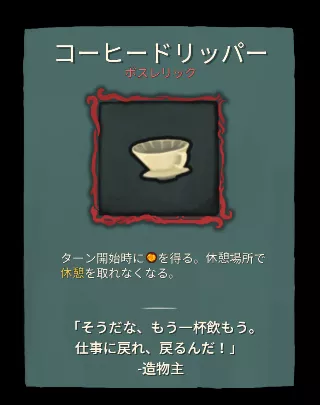 コーヒードリッパー
ボスレリック
ターン開始時にを得る。休憩場所で
休憩を取れなくなる。
「そうだな、もう一杯飲もう。
仕事に戻れ、戻るんだ！」
-造物主